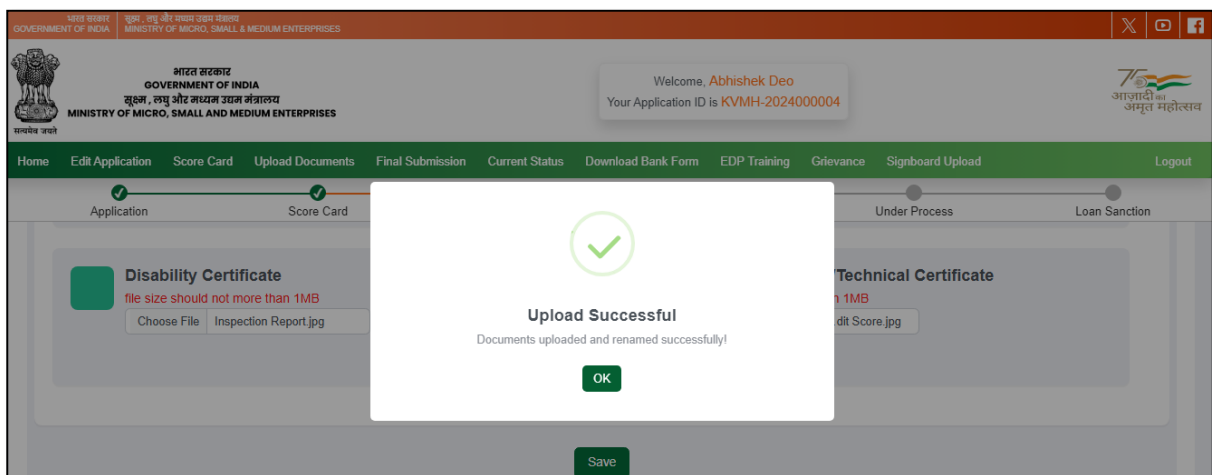 भारत सरकार
GOVERNMENT OF INDIA
सूक्ष्म , लघु और मध्यम उद्यम मंत्रालय
MINISTRY OF MICRO, SMALL & MEDIUM ENTERPRISES
सत्यमेव जयते
भारत सरकार
GOVERNMENT OF INDIA
सूक्ष्म , लघु और मध्यम उद्यम मंत्रालय
MINISTRY OF MICRO, SMALL AND MEDIUM ENTERPRISES
Welcome, Abhishek Deo
Your Application ID is KVMH-2024000004
75
आज़ादी का
अमृत महोत्सव
Home Edit Application Score Card Upload Documents Final Submission Current Status Download Bank Form EDP Training Grievance Signboard Upload Logout
Application Score Card Under Process Loan Sanction
Disability Certificate
file size should not more than 1MB
Choose File Inspection Report.jpg
/Technical Certificate
1MB
dit Score.jpg
Upload Successful
Documents uploaded and renamed successfully!
OK
Save